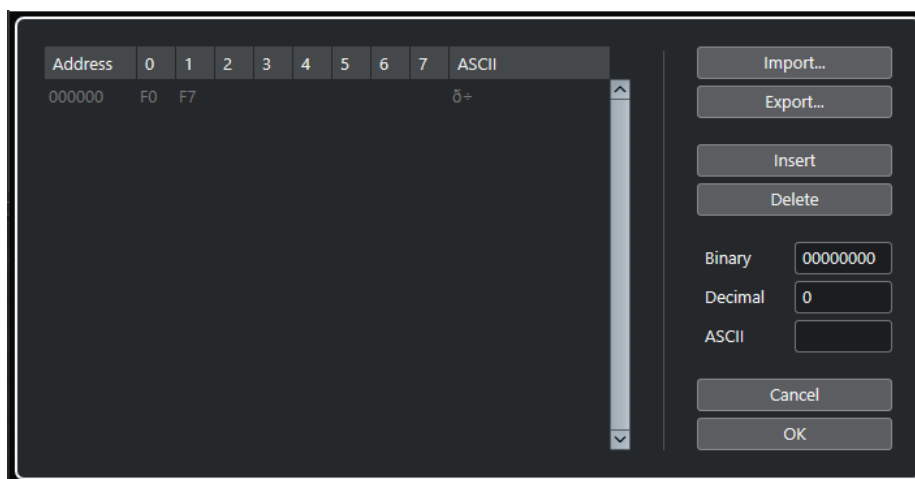 Address 0 1 2 3 4 5 6 7 ASCII
000000 F0 F7 ð÷
Import...
Export...
Insert
Delete
Binary 00000000
Decimal 0
ASCII
Cancel
OK